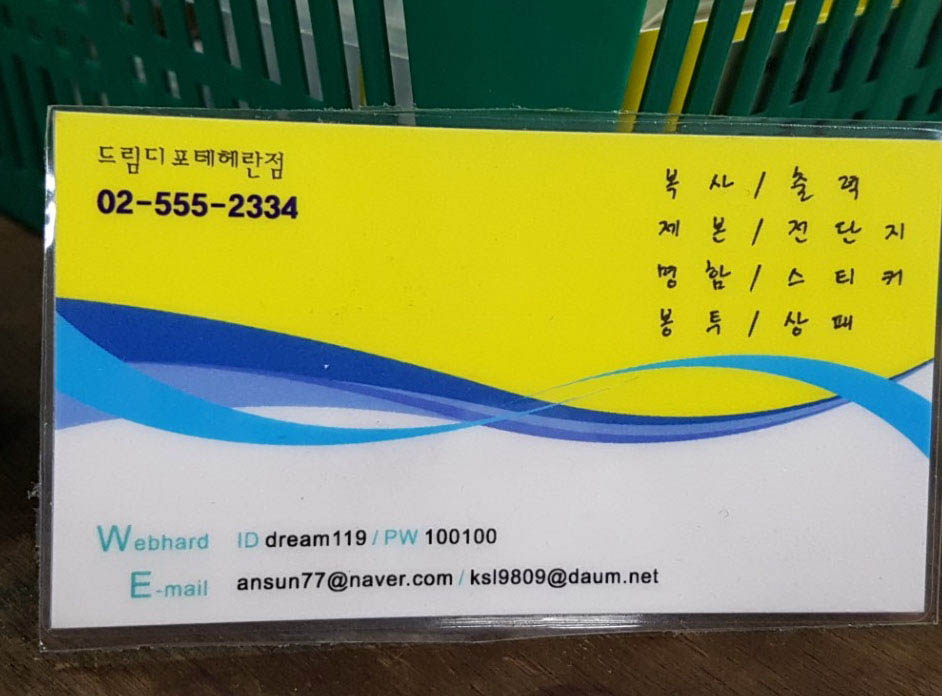 드림디포테헤란점
02-555-2334
복 사 / 출 력
제 본 / 전 단 지
명 함 / 스 티 커
봉 투 / 상 패
Webhard ID dream119 / PW 100100
E-mail ansun77@naver.com / ksl9809@daum.net